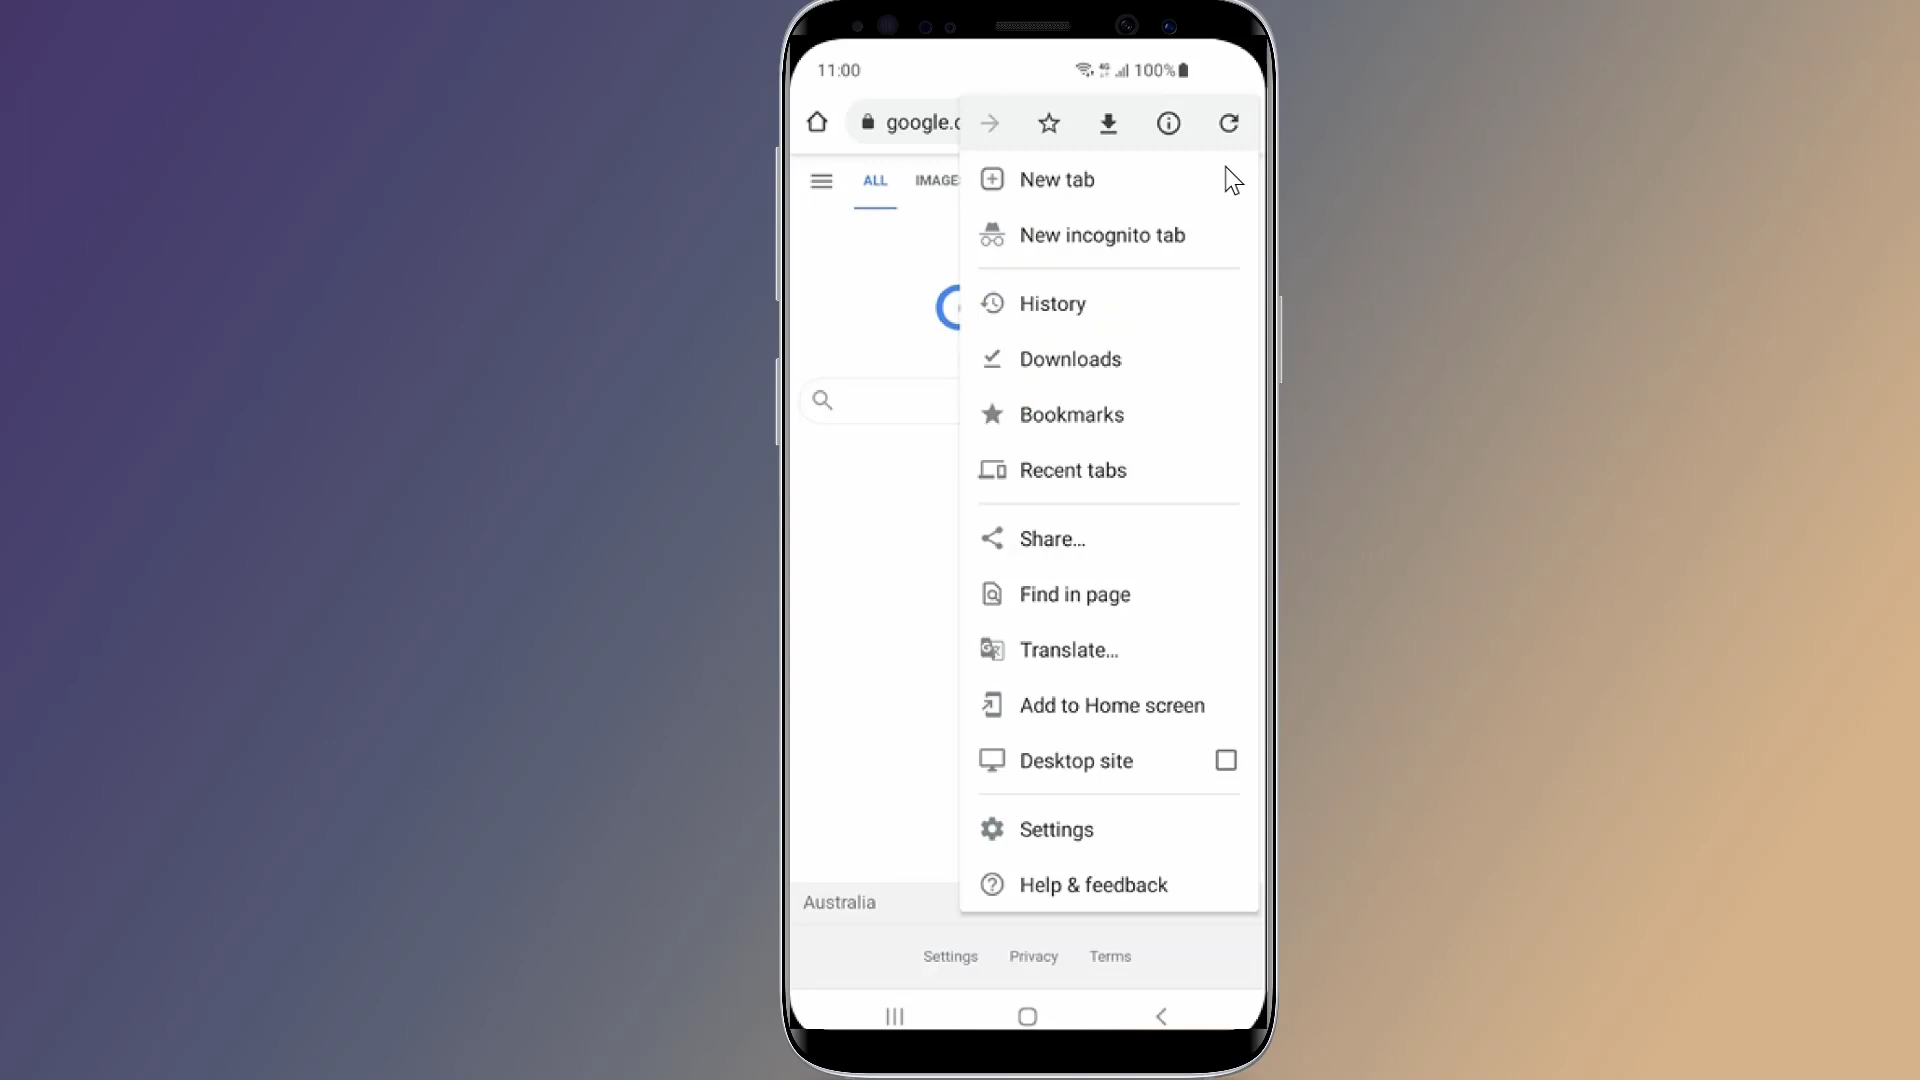 11:00
100%
google.c
ALL
IMAGE
New tab
New incognito tab
History
Downloads
Bookmarks
Recent tabs
Share...
Find in page
Translate...
Add to Home screen
Desktop site
Settings
Help & feedback
Australia
Settings
Privacy
Terms